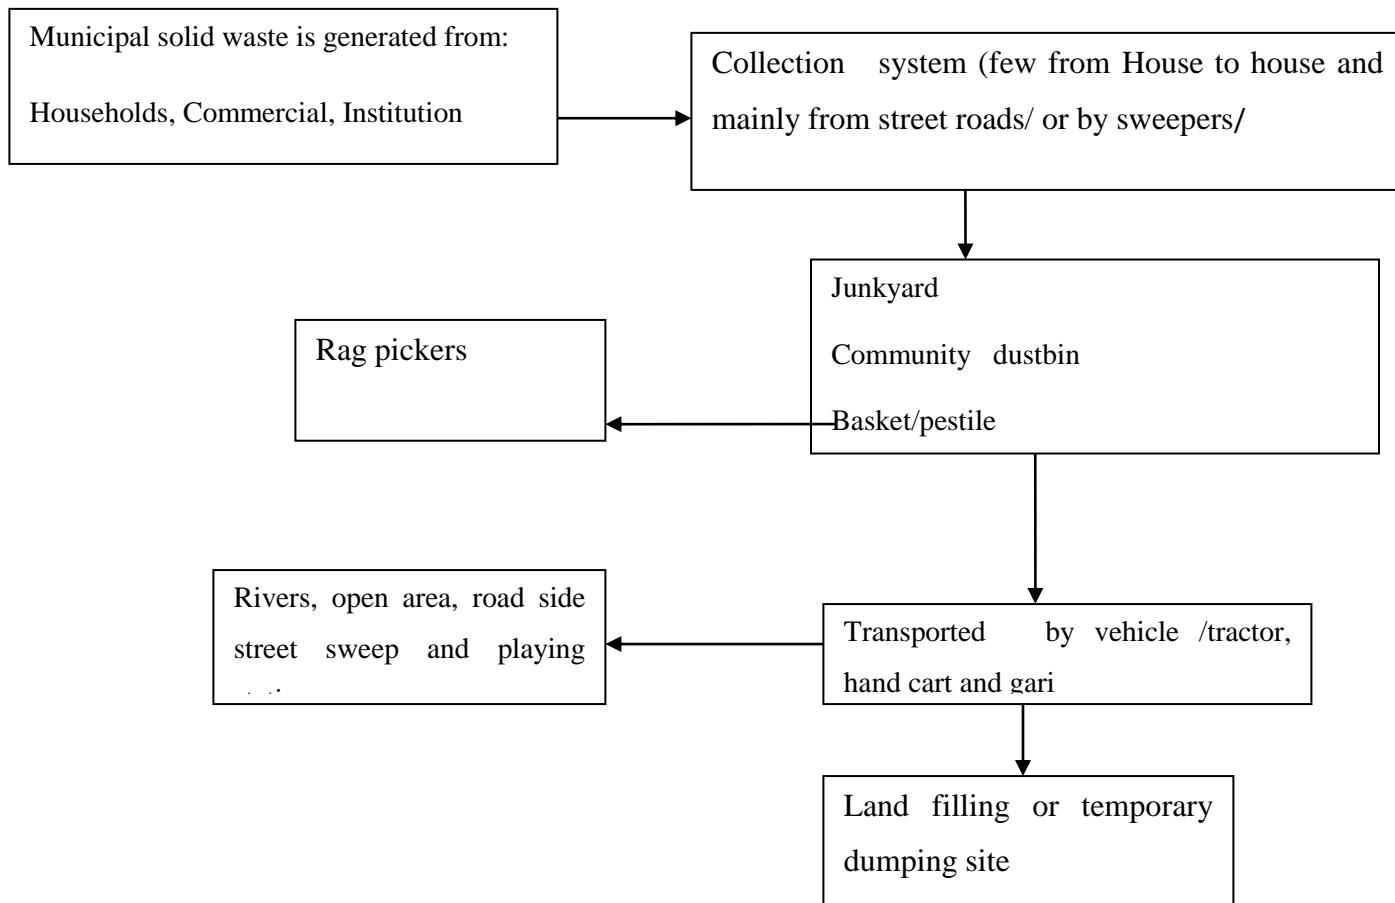 Municipal solid waste is generated from:
Households, Commercial, Institution
Collection system (few from House to house and
mainly from street roads/ or by sweepers/
Junkyard
Community dustbin
Basket/pestile
Rag pickers
Rivers, open area, road side
street sweep and playing
Transported by vehicle /tractor,
hand cart and gari
Land filling or temporary
dumping site